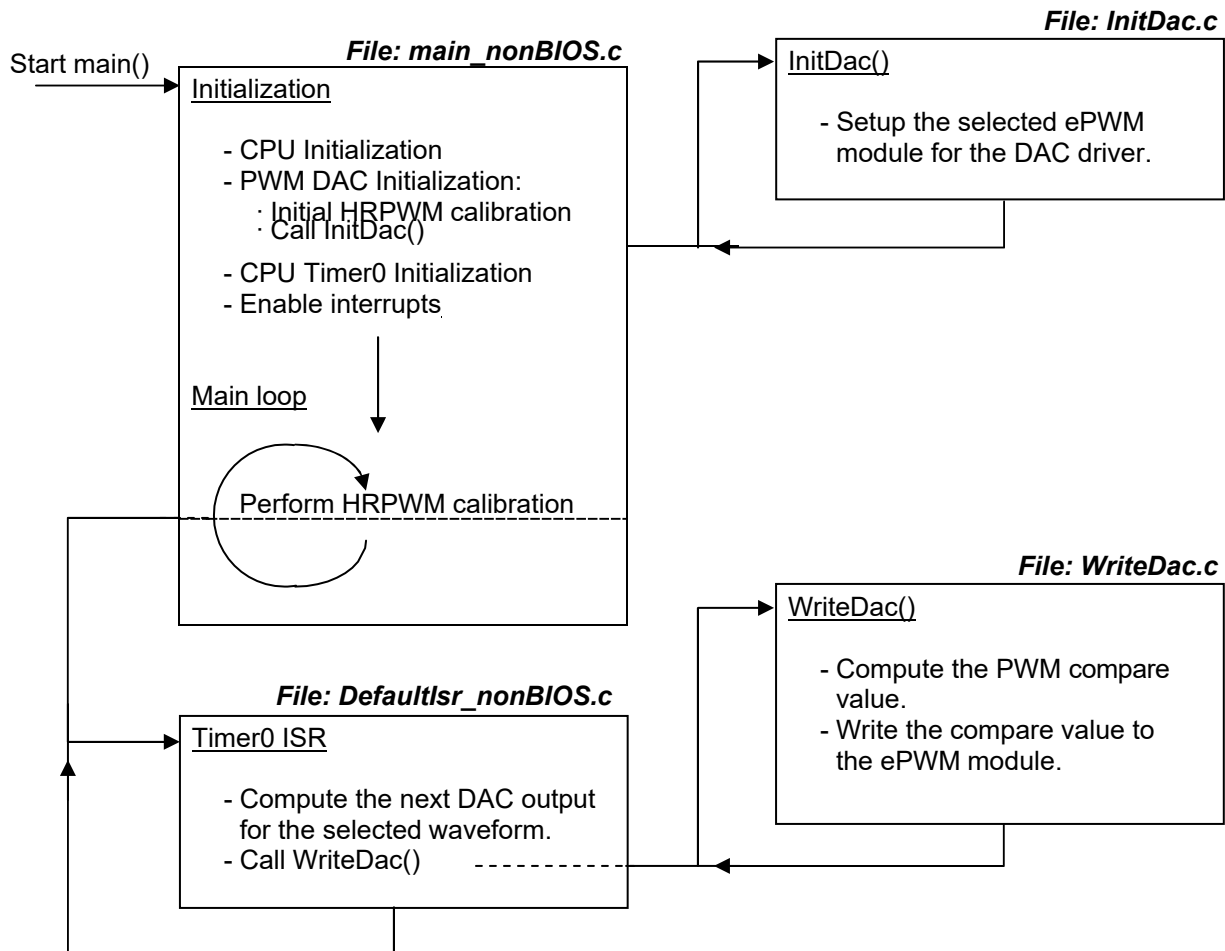 File: InitDac.c
File: main_nonBIOS.c
Start main()
Initialization
- CPU Initialization
- PWM DAC Initialization:
· Initial HRPWM calibration
· Call InitDac()
- CPU Timer0 Initialization
- Enable interrupts
InitDac()
- Setup the selected ePWM
module for the DAC driver.
Main loop
Perform HRPWM calibration
File: WriteDac.c
WriteDac()
- Compute the PWM compare
value.
- Write the compare value to
the ePWM module.
File: DefaultIsr_nonBIOS.c
Timer0 ISR
- Compute the next DAC output
for the selected waveform.
- Call WriteDac()